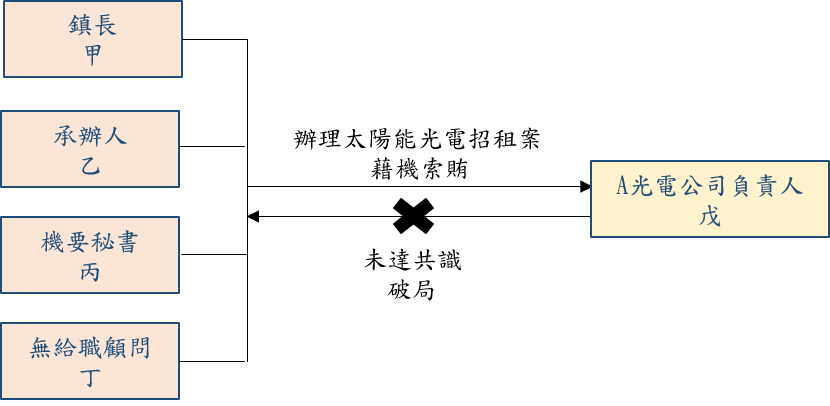 鎮長
甲
承辦人
乙
辦理太陽能光電招租案
藉機索賄
A光電公司負責人
戊
機要秘書
丙
未達共識
破局
無給職顧問
丁